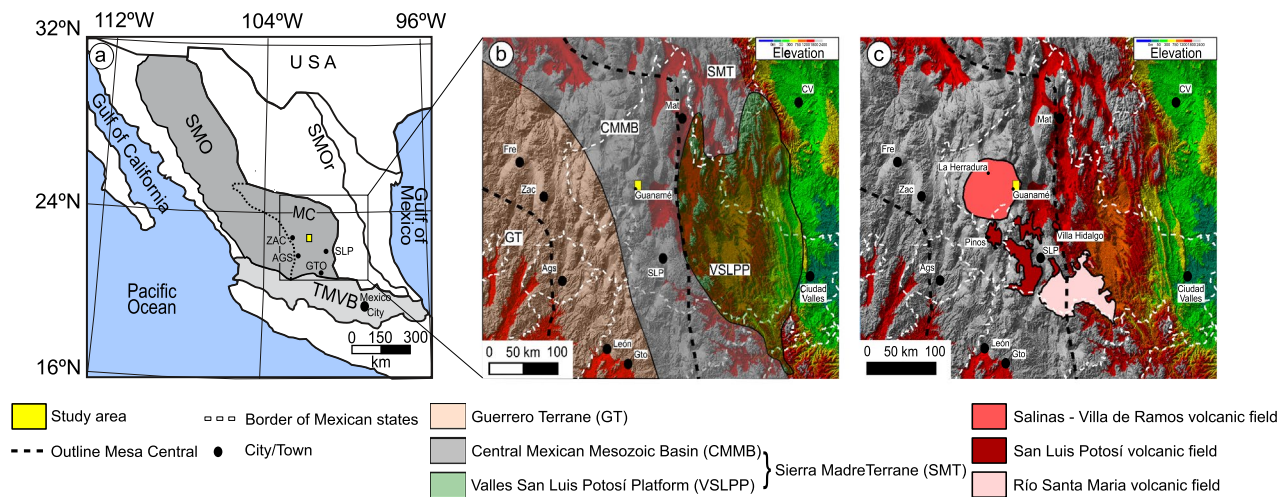 112ºW
104ºW
96ºW
32ºN
24ºN
16ºN
a
U S A
Gulf of California
SMO
SMOr
Gulf of
Mexico
MC
ZAC
SLP
AGS
GTO
TMVB
Mexico
City
Pacific
Ocean
0 150 300
km
b
Elevation
SMT
Mat
CMMB
Fre
Zac
Guanamé
GT
SLP
VSLPP
Ags
CV
Ciudad
Valles
León
Gto
0 50 km 100
c
Elevation
CV
Mat
Fre
La Herradura
Zac
Guanamé
Pinos
SLP
Villa Hidalgo
Ags
Ciudad
Valles
León
Gto
0 50 km 100
Study area
Border of Mexican states
Outline Mesa Central
City/Town
Guerrero Terrane (GT)
Central Mexican Mesozoic Basin (CMMB)
Valles San Luis Potosí Platform (VSLPP)
Sierra MadreTerrane (SMT)
Salinas - Villa de Ramos volcanic field
San Luis Potosí volcanic field
Río Santa Maria volcanic field